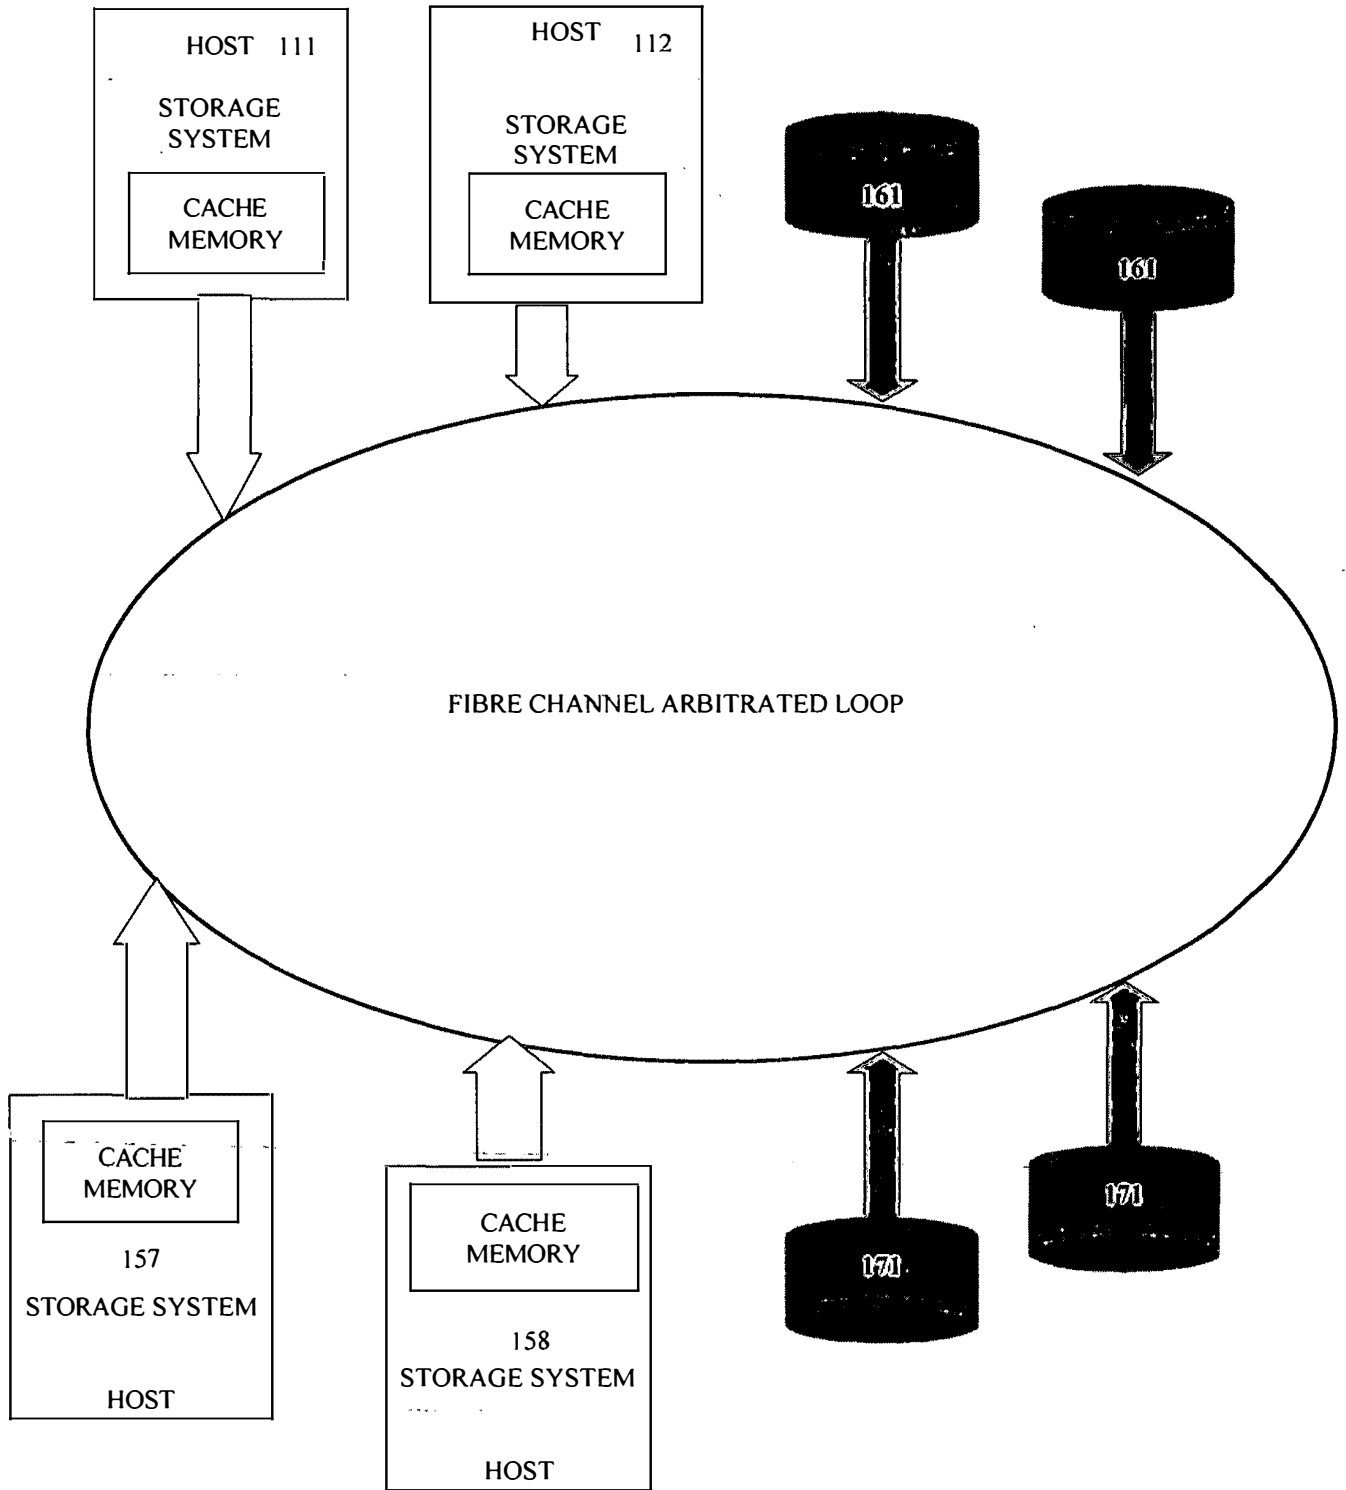 HOST 111
STORAGE
SYSTEM
CACHE
MEMORY
HOST 112
STORAGE
SYSTEM
CACHE
MEMORY
161
161
FIBRE CHANNEL ARBITRATED LOOP
CACHE
MEMORY
157
STORAGE SYSTEM
HOST
CACHE
MEMORY
158
STORAGE SYSTEM
HOST
171
171